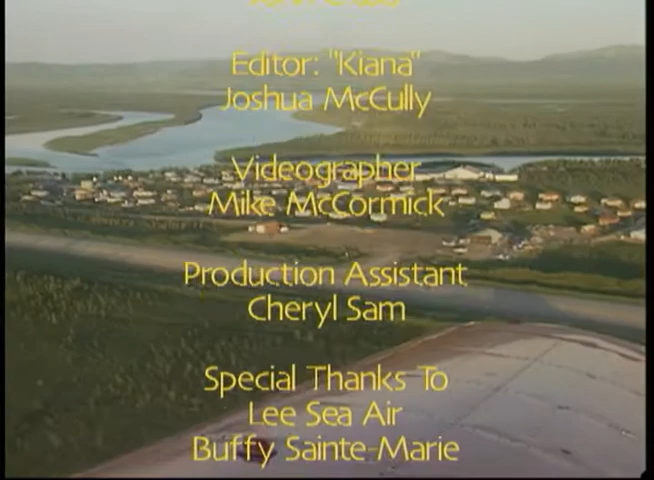 Editor: "Kiana"
Joshua McCully
Videographer
Mike McCormick
Production Assistant
Cheryl Sam
Special Thanks To
Lee Sea Air
Buffy Sainte-Marie